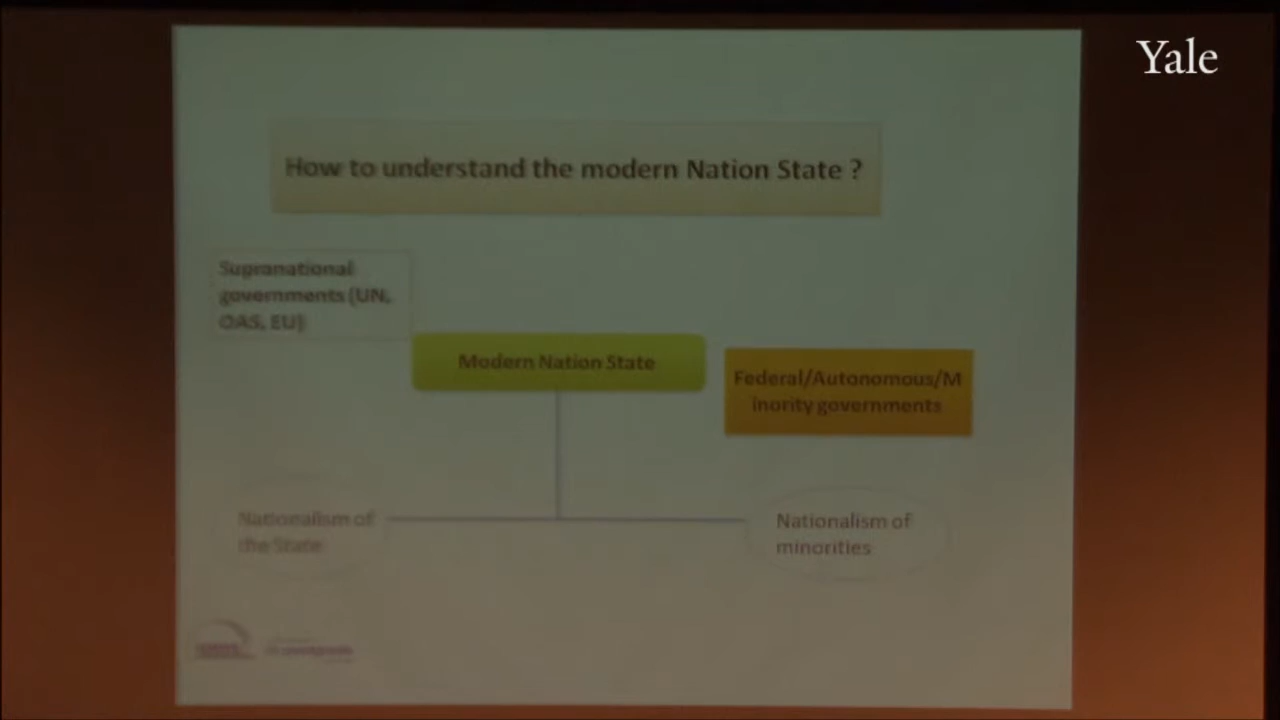 Yale
How to understand the modern Nation State ?
Supranational
governments (UN,
OAS, EU)
Modern Nation State
Federal/Autonomous/M
inority governments
Nationalism of
the State
Nationalism of
minorities